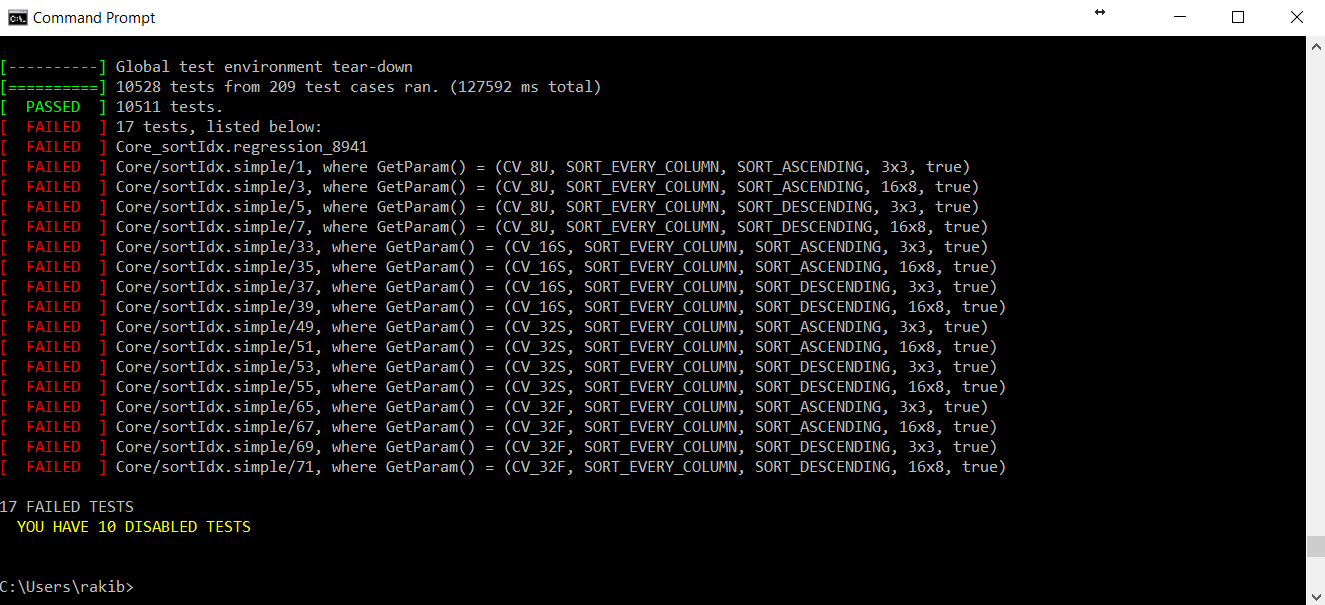 Command Prompt
[----------] Global test environment tear-down
[==========] 10528 tests from 209 test cases ran. (127592 ms total)
[  PASSED  ] 10511 tests.
[  FAILED  ] 17 tests, listed below:
[  FAILED  ] Core_sortIdx.regression_8941
[  FAILED  ] Core/sortIdx.simple/1, where GetParam() = (CV_8U, SORT_EVERY_COLUMN, SORT_ASCENDING, 3x3, true)
[  FAILED  ] Core/sortIdx.simple/3, where GetParam() = (CV_8U, SORT_EVERY_COLUMN, SORT_ASCENDING, 16x8, true)
[  FAILED  ] Core/sortIdx.simple/5, where GetParam() = (CV_8U, SORT_EVERY_COLUMN, SORT_DESCENDING, 3x3, true)
[  FAILED  ] Core/sortIdx.simple/7, where GetParam() = (CV_8U, SORT_EVERY_COLUMN, SORT_DESCENDING, 16x8, true)
[  FAILED  ] Core/sortIdx.simple/33, where GetParam() = (CV_16S, SORT_EVERY_COLUMN, SORT_ASCENDING, 3x3, true)
[  FAILED  ] Core/sortIdx.simple/35, where GetParam() = (CV_16S, SORT_EVERY_COLUMN, SORT_ASCENDING, 16x8, true)
[  FAILED  ] Core/sortIdx.simple/37, where GetParam() = (CV_16S, SORT_EVERY_COLUMN, SORT_DESCENDING, 3x3, true)
[  FAILED  ] Core/sortIdx.simple/39, where GetParam() = (CV_16S, SORT_EVERY_COLUMN, SORT_DESCENDING, 16x8, true)
[  FAILED  ] Core/sortIdx.simple/49, where GetParam() = (CV_32S, SORT_EVERY_COLUMN, SORT_ASCENDING, 3x3, true)
[  FAILED  ] Core/sortIdx.simple/51, where GetParam() = (CV_32S, SORT_EVERY_COLUMN, SORT_ASCENDING, 16x8, true)
[  FAILED  ] Core/sortIdx.simple/53, where GetParam() = (CV_32S, SORT_EVERY_COLUMN, SORT_DESCENDING, 3x3, true)
[  FAILED  ] Core/sortIdx.simple/55, where GetParam() = (CV_32S, SORT_EVERY_COLUMN, SORT_DESCENDING, 16x8, true)
[  FAILED  ] Core/sortIdx.simple/65, where GetParam() = (CV_32F, SORT_EVERY_COLUMN, SORT_ASCENDING, 3x3, true)
[  FAILED  ] Core/sortIdx.simple/67, where GetParam() = (CV_32F, SORT_EVERY_COLUMN, SORT_ASCENDING, 16x8, true)
[  FAILED  ] Core/sortIdx.simple/69, where GetParam() = (CV_32F, SORT_EVERY_COLUMN, SORT_DESCENDING, 3x3, true)
[  FAILED  ] Core/sortIdx.simple/71, where GetParam() = (CV_32F, SORT_EVERY_COLUMN, SORT_DESCENDING, 16x8, true)
17 FAILED TESTS
YOU HAVE 10 DISABLED TESTS
C:\Users\rakib>